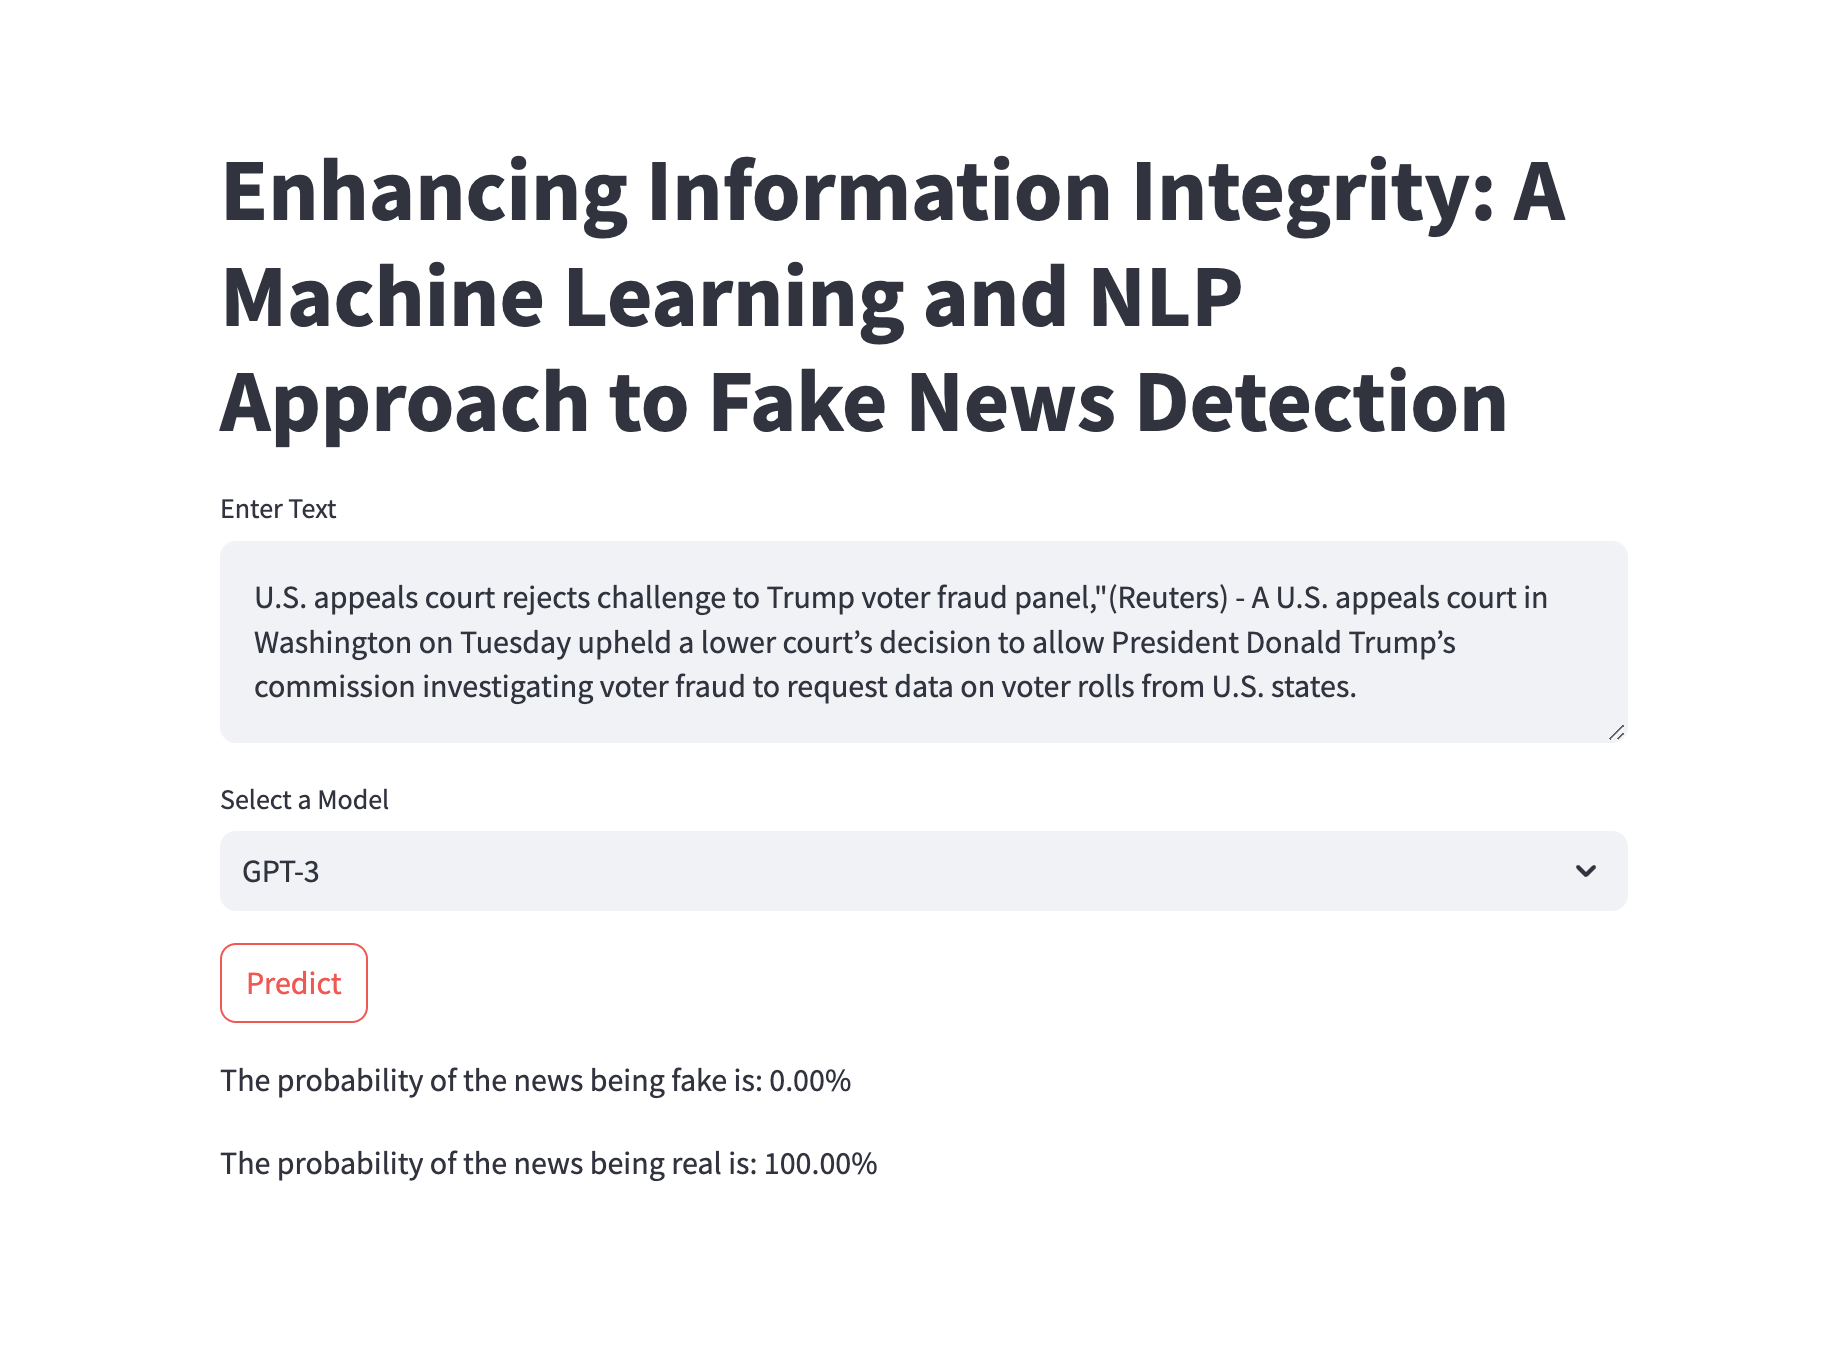 Enhancing Information Integrity: A
Machine Learning and NLP
Approach to Fake News Detection
Enter Text
U.S. appeals court rejects challenge to Trump voter fraud panel,"(Reuters) - A U.S. appeals court in
Washington on Tuesday upheld a lower court’s decision to allow President Donald Trump’s
commission investigating voter fraud to request data on voter rolls from U.S. states.
Select a Model
GPT-3
Predict
The probability of the news being fake is: 0.00%
The probability of the news being real is: 100.00%